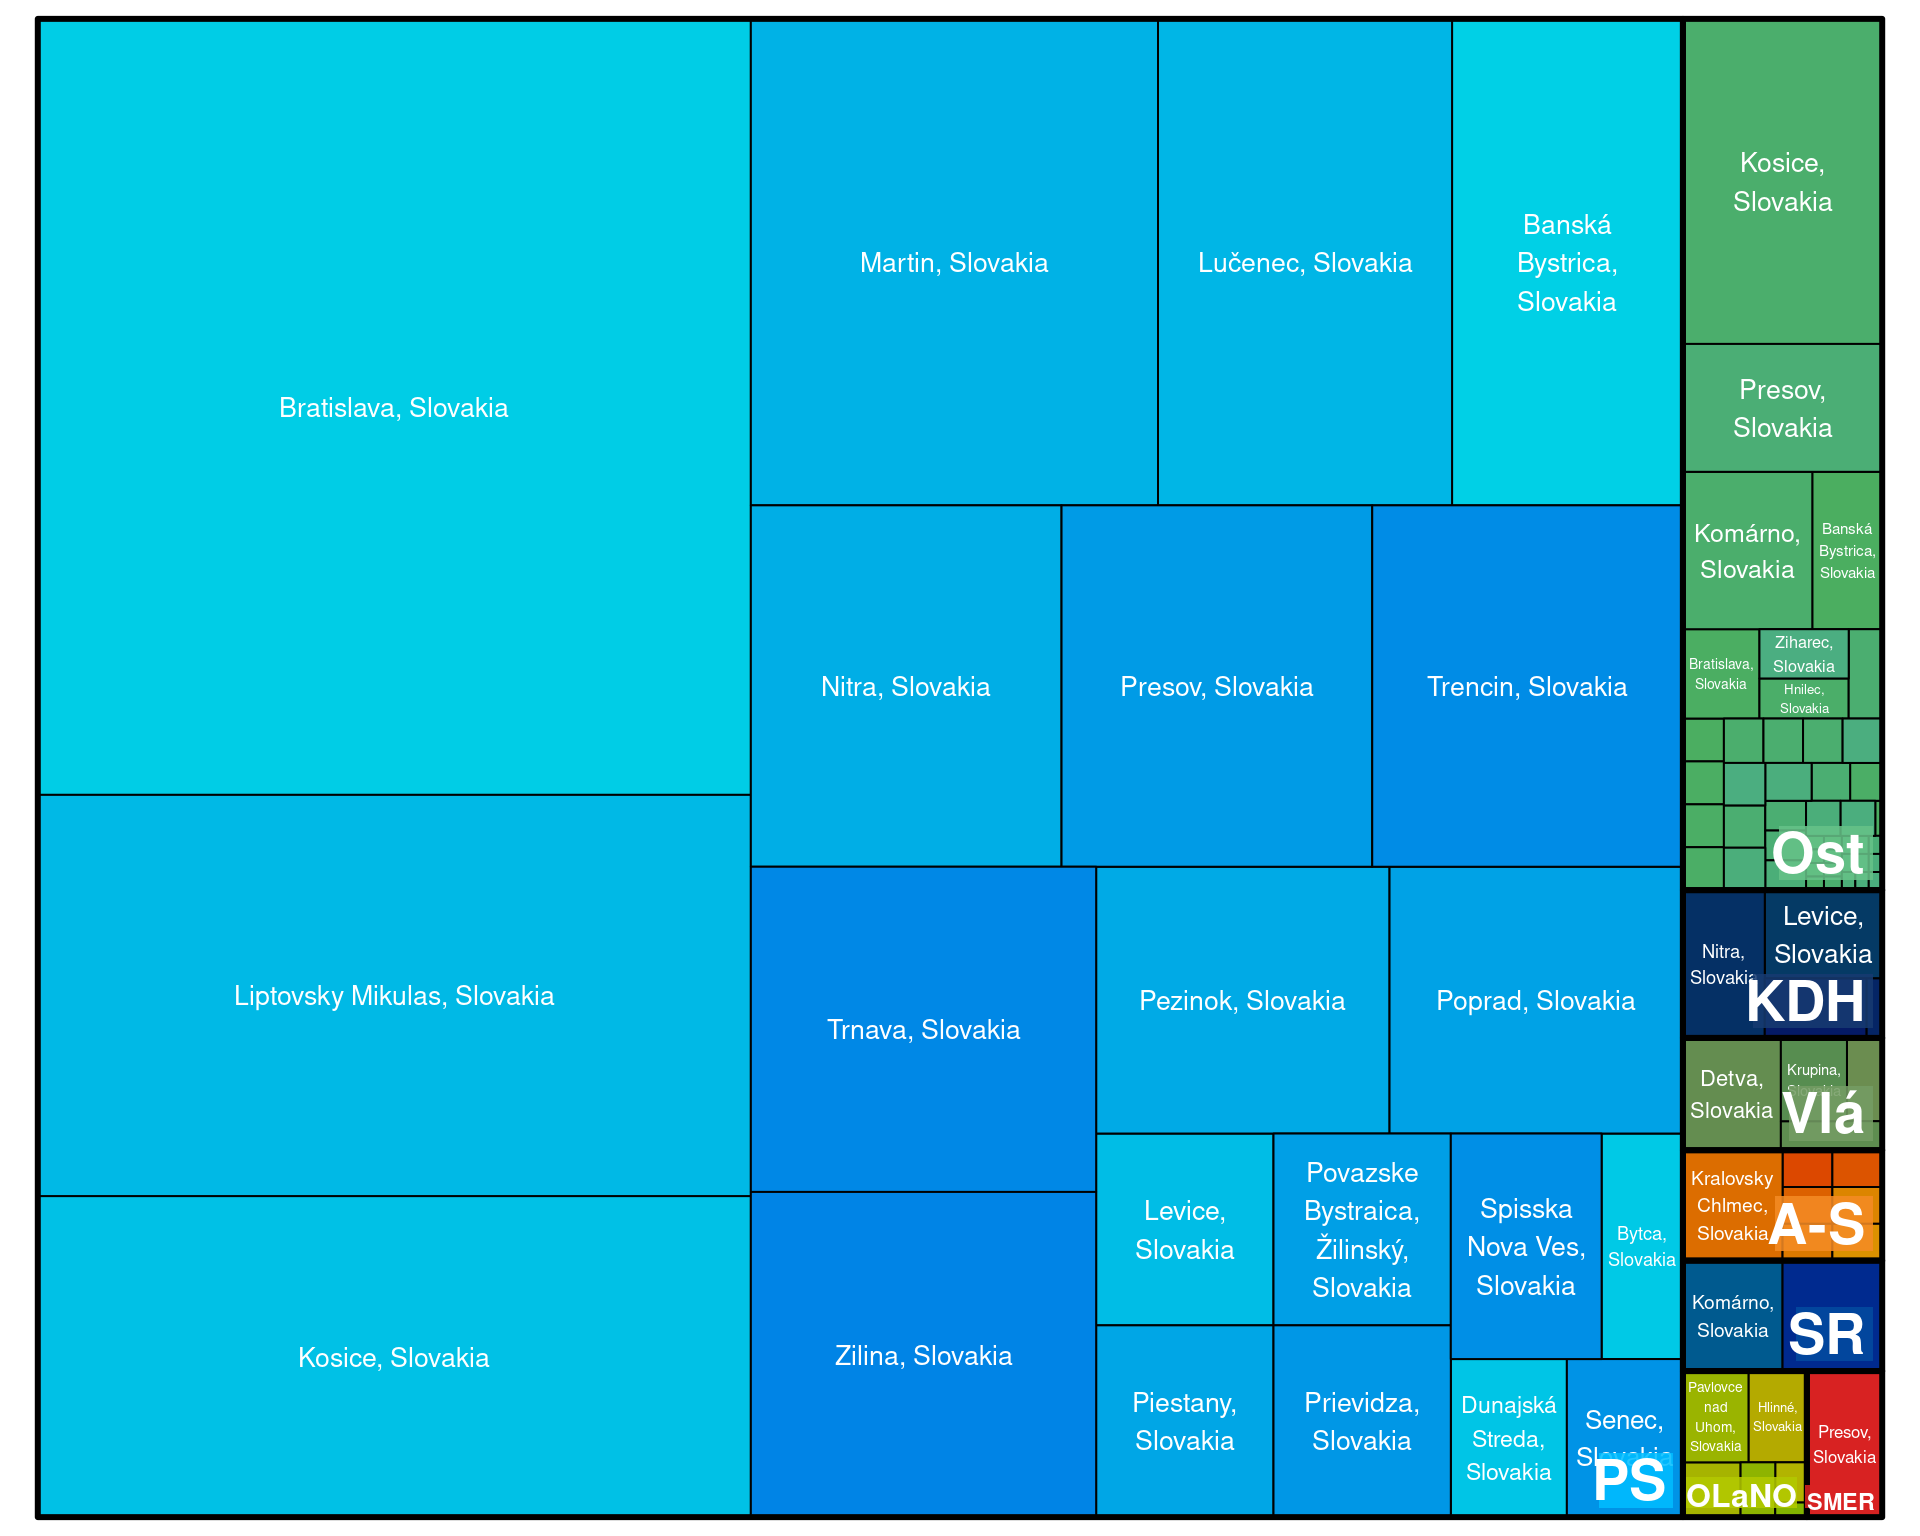 Bratislava, Slovakia
Liptovsky Mikulas, Slovakia
Kosice, Slovakia
Martin, Slovakia
Lučenec, Slovakia
Banská
Bystrica,
Slovakia
Nitra, Slovakia
Presov, Slovakia
Trencin, Slovakia
Trnava, Slovakia
Zilina, Slovakia
Pezinok, Slovakia
Poprad, Slovakia
Levice,
Slovakia
Povazske
Bystraica,
Žilinský,
Slovakia
Spisska
Nova Ves,
Slovakia
Bytca,
Slovakia
Piestany,
Slovakia
Prievidza,
Slovakia
Dunajská
Streda,
Slovakia
Senec,
Slovakia
PS
Kosice,
Slovakia
Presov,
Slovakia
Komárno,
Slovakia
Banská
Bystrica,
Slovakia
Bratislava,
Slovakia
Ziharec,
Slovakia
Hnilec,
Slovakia
Ost
Nitra,
Slovakia
Levice,
Slovakia
KDH
Detva,
Slovakia
Krupina,
Slovakia
Vlá
Kralovsky
Chlmec,
Slovakia
A-S
Komárno,
Slovakia
SR
Pavlovce
nad
Uhom,
Slovakia
Hlinné,
Slovakia
OLaNO
Presov,
Slovakia
SMER